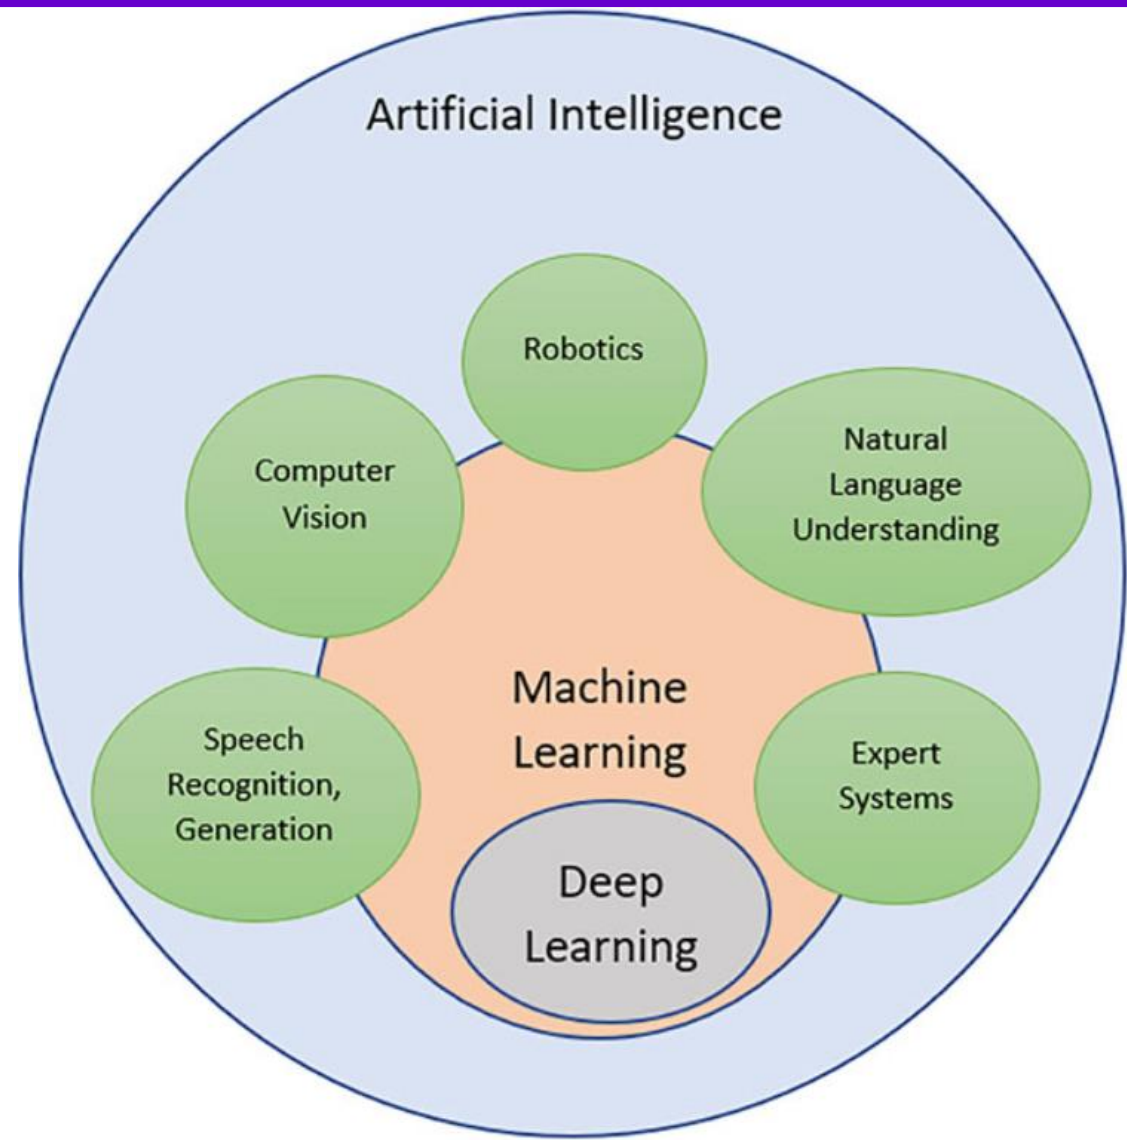 Artificial Intelligence
Robotics
Computer
Vision
Natural
Language
Understanding
Machine
Learning
Speech
Recognition,
Generation
Expert
Systems
Deep
Learning